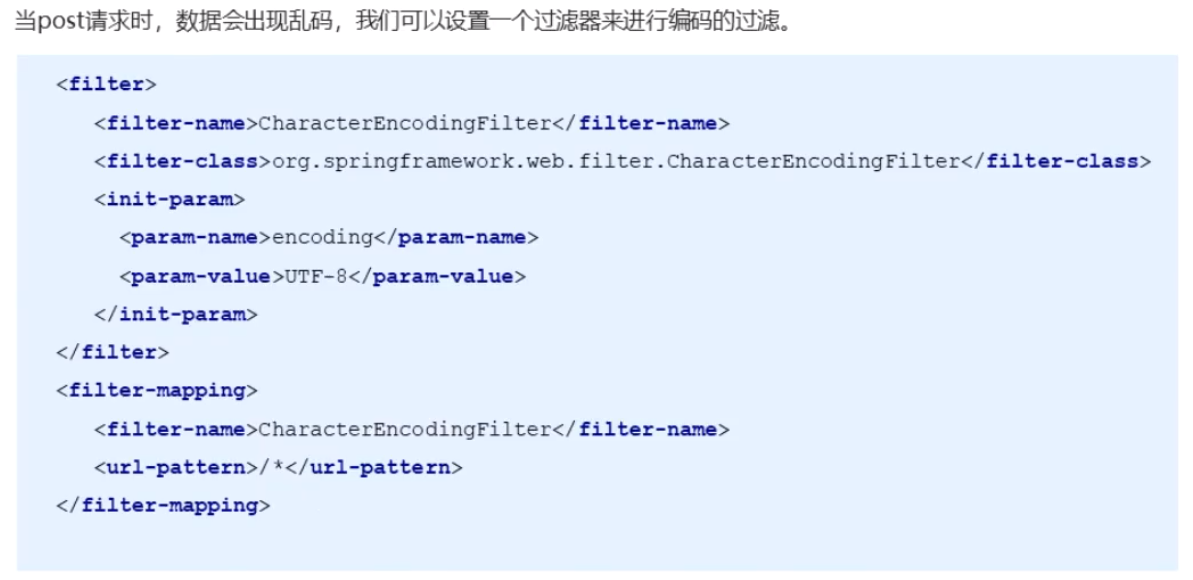 当post请求时，数据会出现乱码，我们可以设置一个过滤器来进行编码的过滤。
<filter>
<filter-name>CharacterEncodingFilter</filter-name>
<filter-class>org.springframework.web.filter.CharacterEncodingFilter</filter-class>
<init-param>
<param-name>encoding</param-name>
<param-value>UTF-8</param-value>
</init-param>
</filter>
<filter-mapping>
<filter-name>CharacterEncodingFilter</filter-name>
<url-pattern>/*</url-pattern>
</filter-mapping>